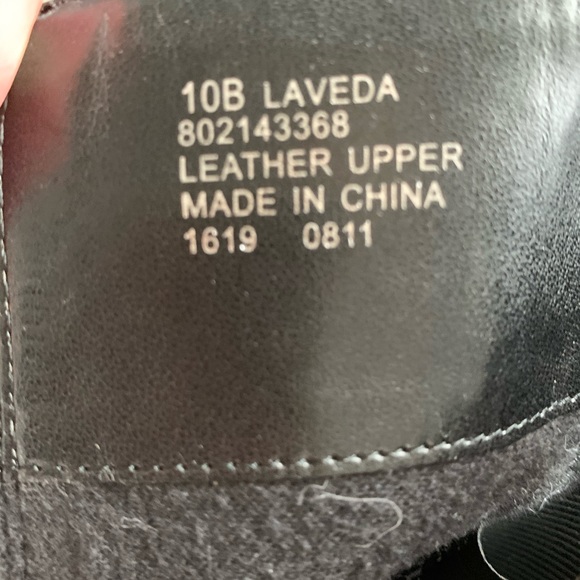 10B LAVEDA
802143368
LEATHER UPPER
MADE IN CHINA
1619 0811